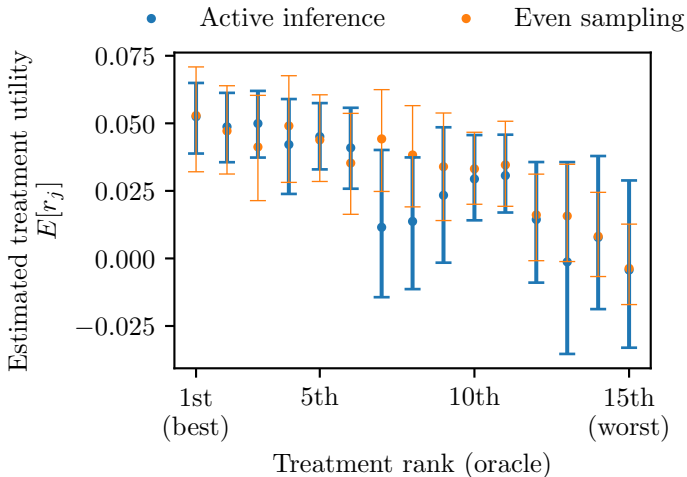 Active inference
Even sampling
Estimated treatment utility
E[r_j]
0.075
0.050
0.025
0.000
−0.025
1st
(best)
5th
10th
15th
(worst)
Treatment rank (oracle)